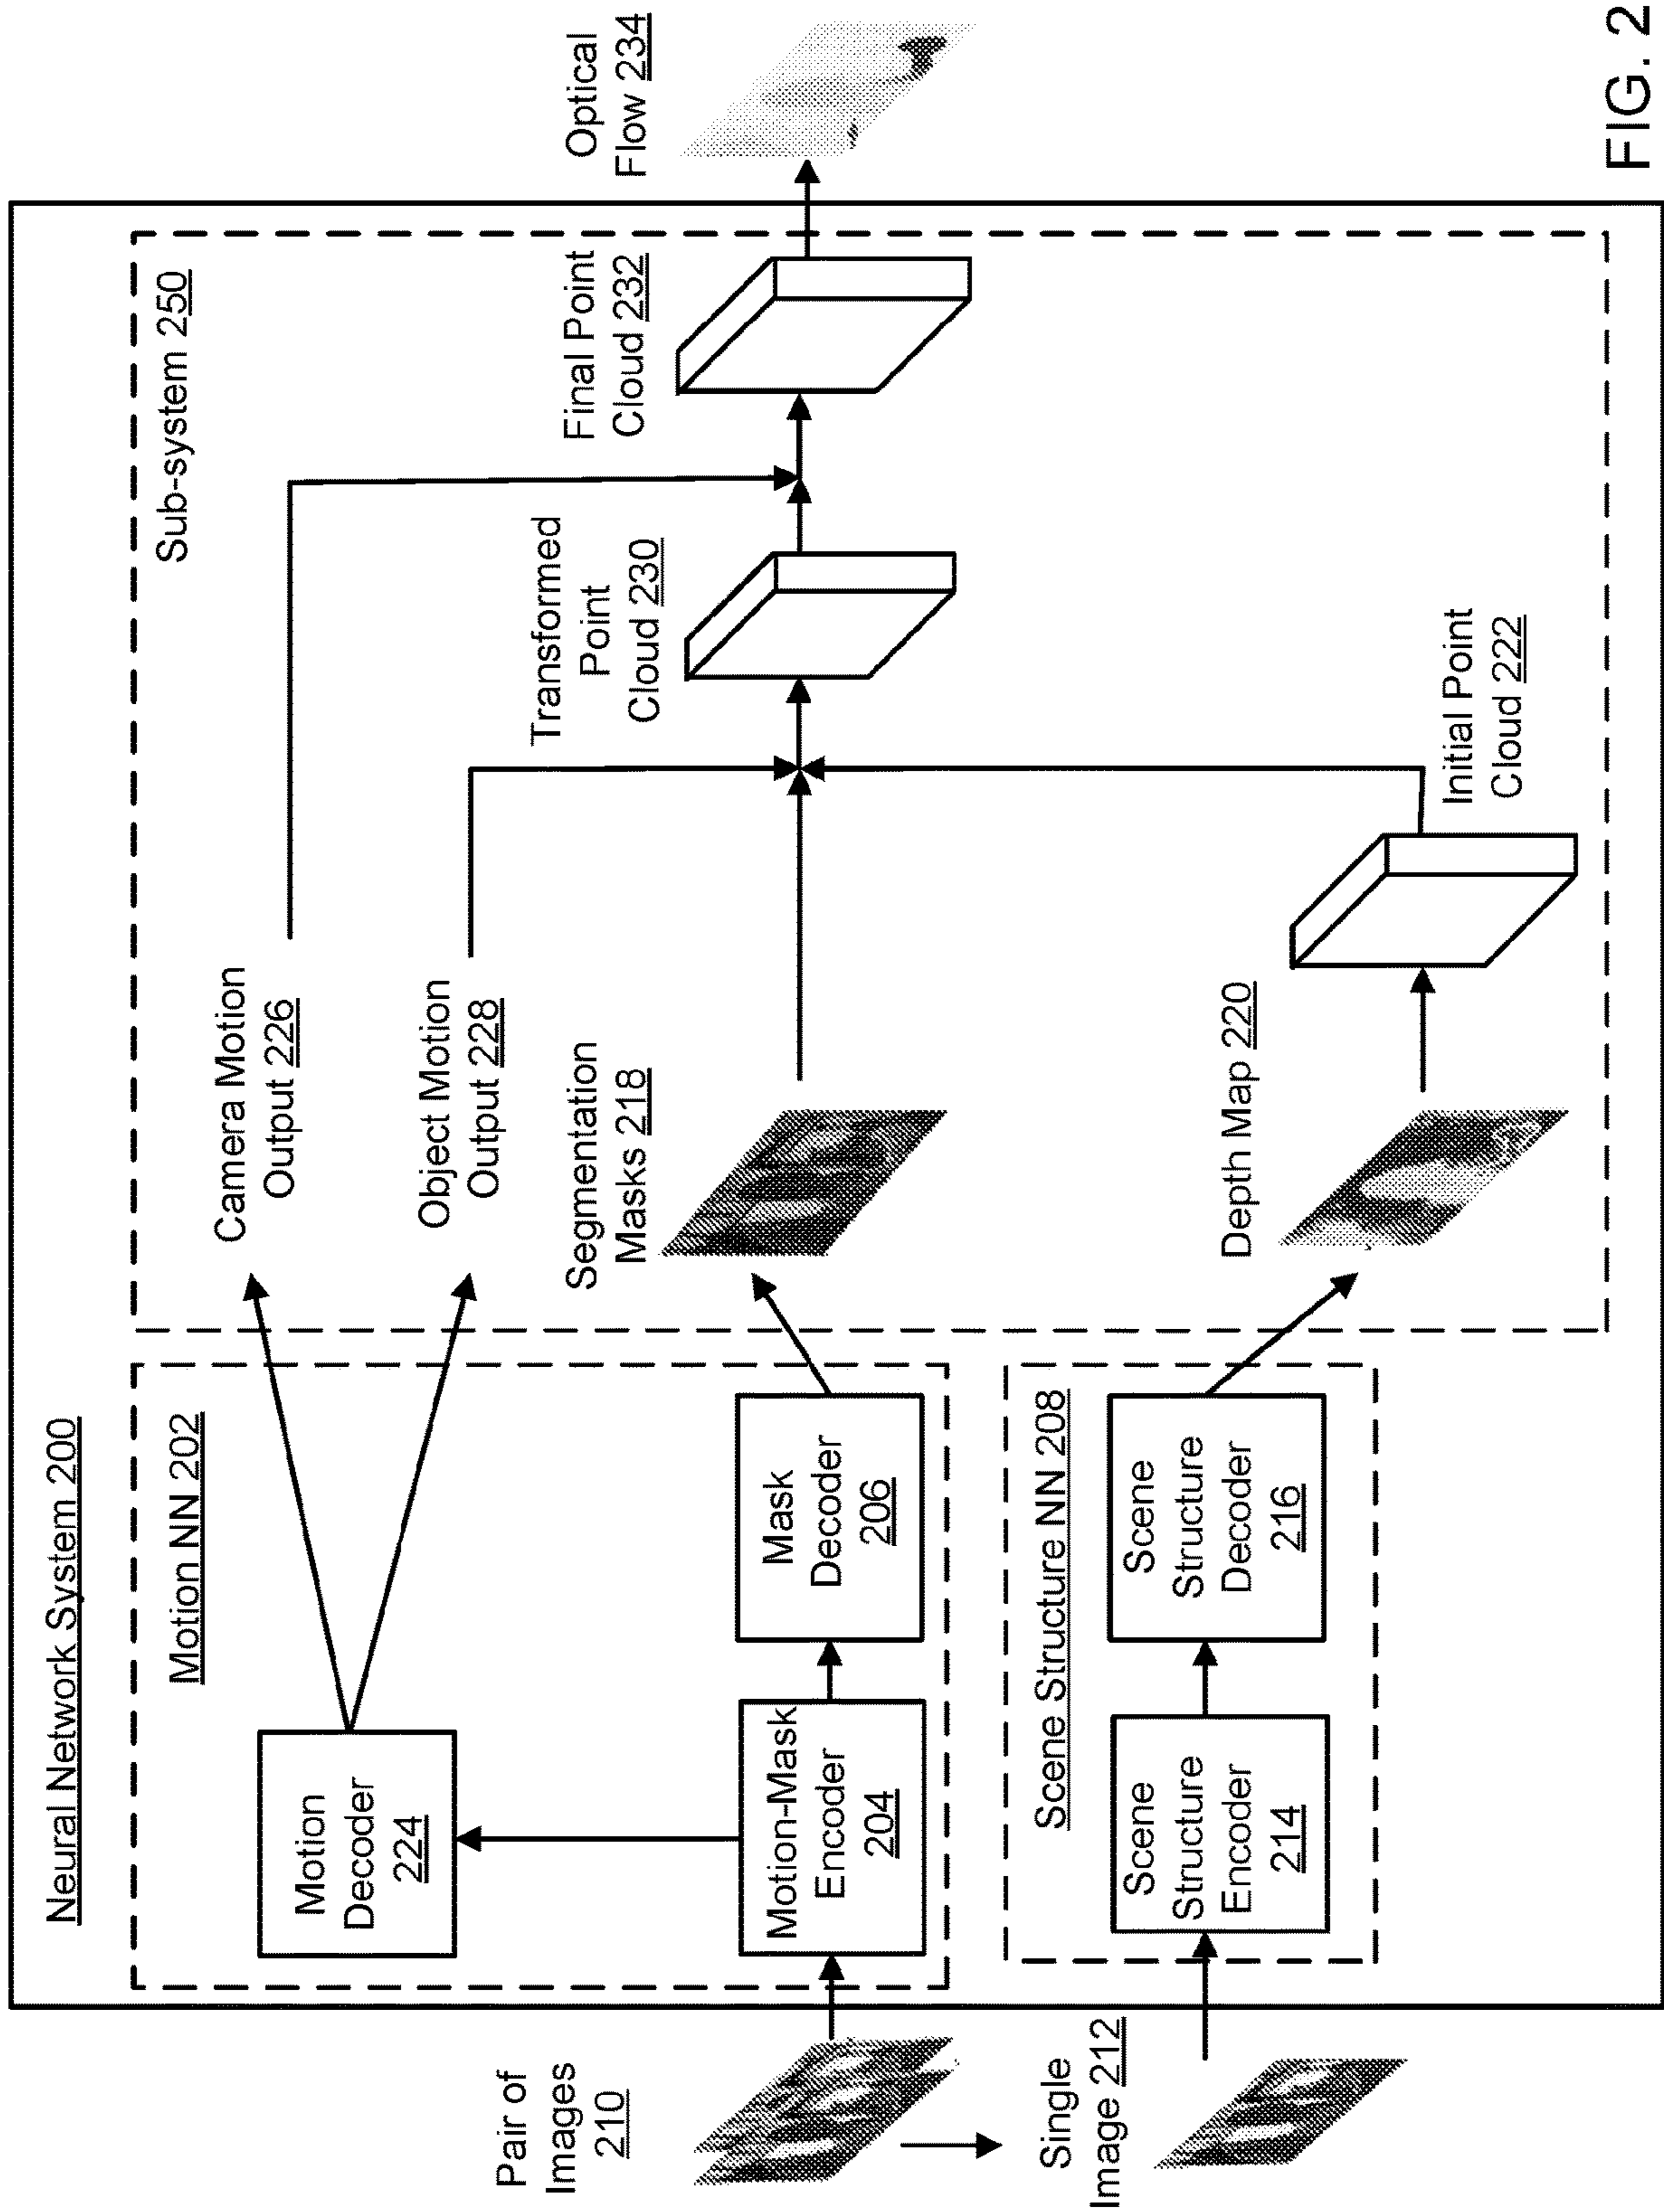 Neural Network System 200
Motion NN 202
Motion
Decoder
224
Motion-Mask
Encoder
204
Mask
Decoder
206
Pair of
Images
210
Single
Image 212
Scene Structure NN 208
Scene
Structure
Encoder
214
Scene
Structure
Decoder
216
Sub-system 250
Camera Motion
Output 226
Object Motion
Output 228
Segmentation
Masks 218
Depth Map 220
Initial Point
Cloud 222
Transformed
Point
Cloud 230
Final Point
Cloud 232
Optical
Flow 234
FIG. 2